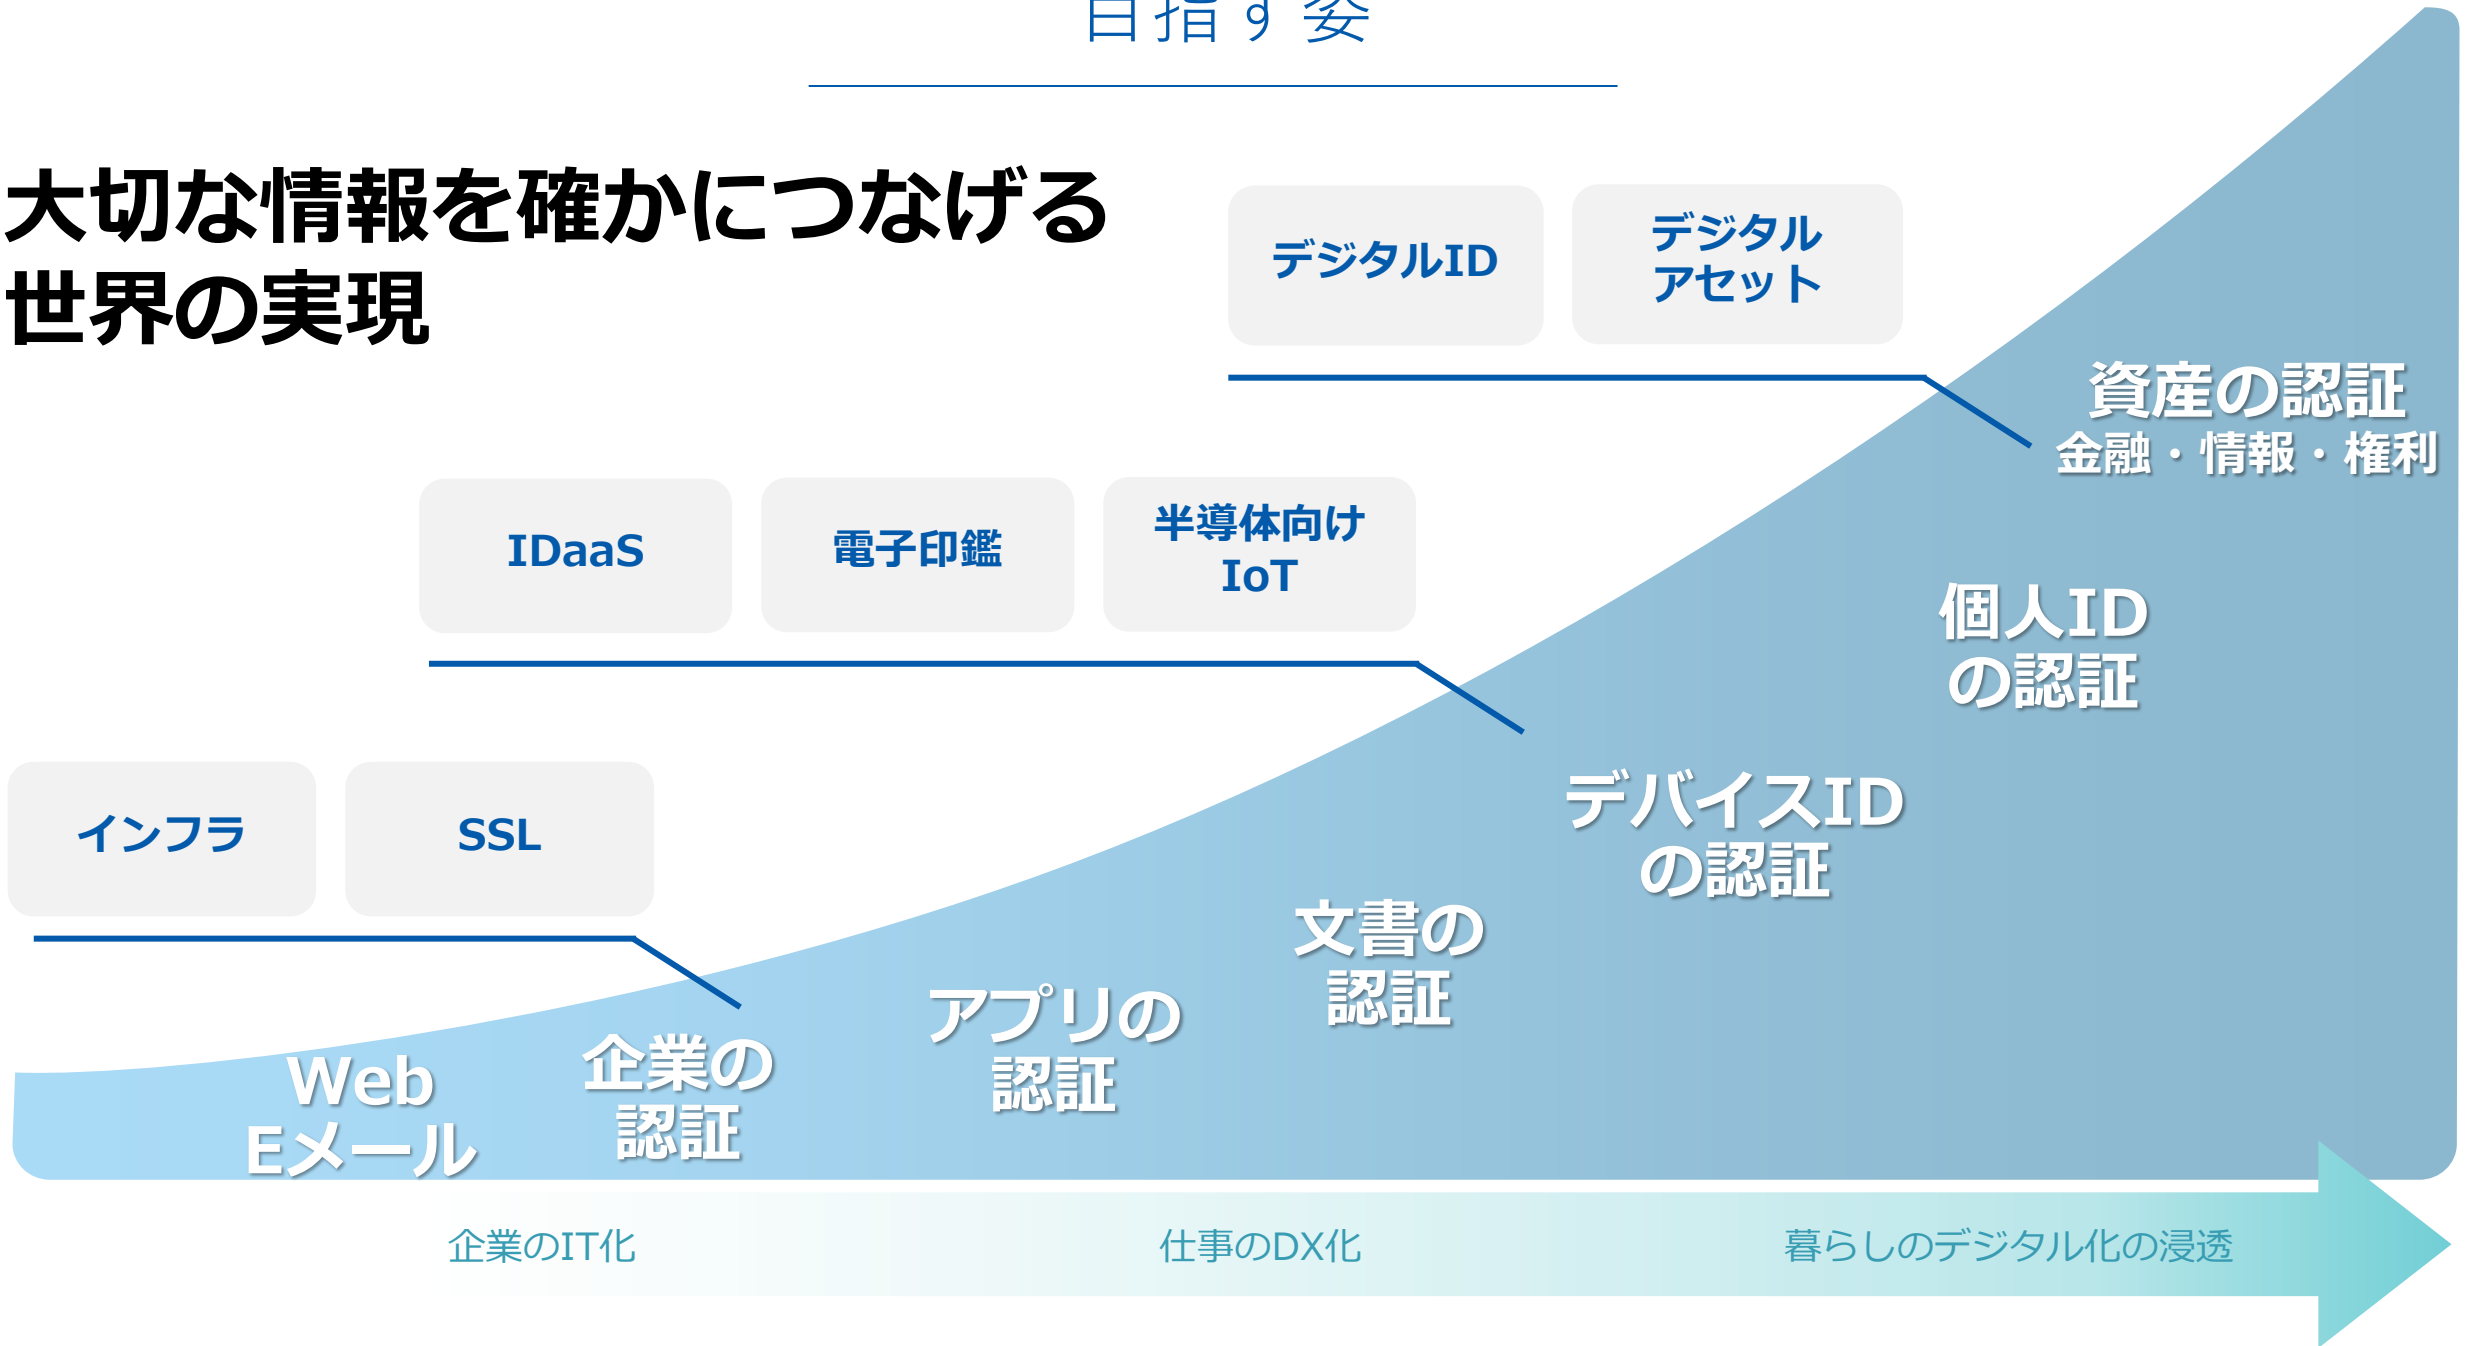 目指す姿
大切な情報を確かにつなげる
世界の実現
デジタルID
デジタル
アセット
資産の認証
金融・情報・権利
IDaaS
電子印鑑
半導体向け
IoT
個人ID
の認証
デバイスID
の認証
インフラ
SSL
文書の
認証
アプリの
認証
企業の
認証
Web
Eメール
企業のIT化
仕事のDX化
暮らしのデジタル化の浸透